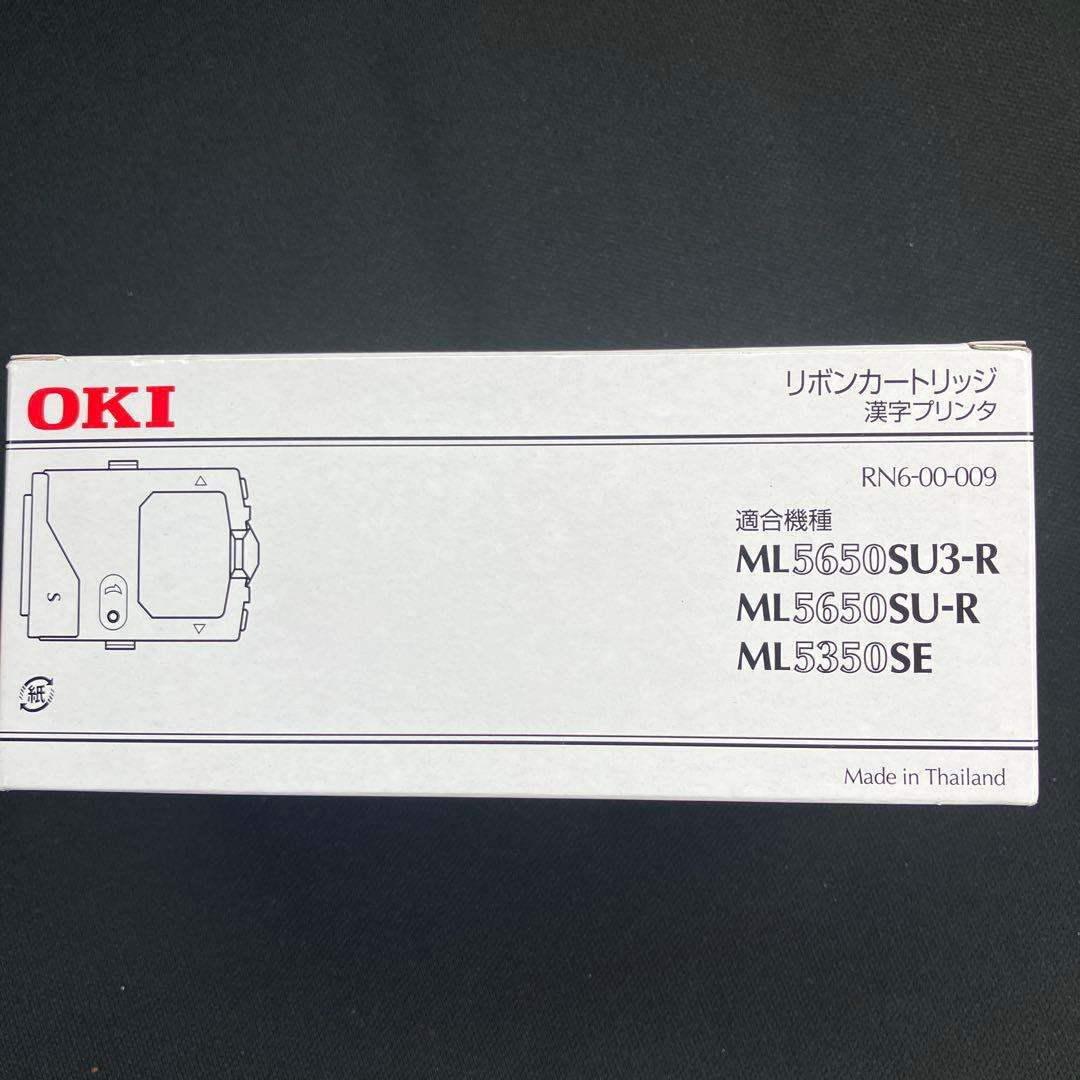 OKI
リボンカートリッジ
漢字プリンタ
RN6-00-009
適合機種
ML5650SU3-R
ML5650SU-R
ML5350SE
S
紙
Made in Thailand